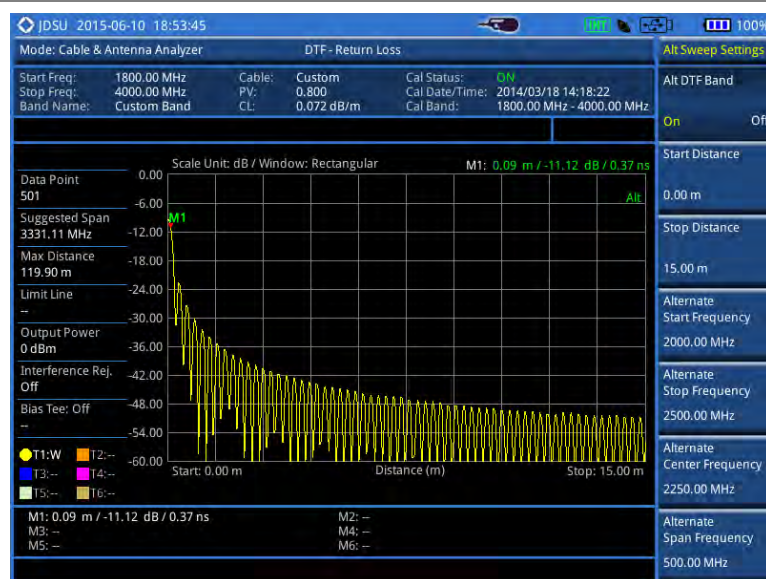 JDSU 2015-06-10 18:53:45
INT
100%
Mode: Cable & Antenna Analyzer
DTF - Return Loss
Alt Sweep Settings
Start Freq: 1800.00 MHz
Cable: Custom
Cal Status: ON
Stop Freq: 4000.00 MHz
PV: 0.800
Cal Date/Time: 2014/03/18 14:18:22
Band Name: Custom Band
CL: 0.072 dB/m
Cal Band: 1800.00 MHz - 4000.00 MHz
Alt DTF Band
On Of
Scale Unit: dB / Window: Rectangular
M1: 0.09 m / -11.12 dB / 0.37 ns
Alt
M1
0.00
-6.00
-12.00
-18.00
-24.00
-30.00
-36.00
-42.00
-48.00
-54.00
-60.00
Start: 0.00 m
Distance (m)
Stop: 15.00 m
Data Point
501
Suggested Span
3331.11 MHz
Max Distance
119.90 m
Limit Line
--
Output Power
0 dBm
Interference Rej.
Off
Bias Tee: Off
--
T1:W T2:--
T3:-- T4:--
T5:-- T6:--
M1: 0.09 m / -11.12 dB / 0.37 ns
M2: --
M3: --
M4: --
M5: --
M6: --
Start Distance
0.00 m
Stop Distance
15.00 m
Alternate
Start Frequency
2000.00 MHz
Alternate
Stop Frequency
2500.00 MHz
Alternate
Center Frequency
2250.00 MHz
Alternate
Span Frequency
500.00 MHz